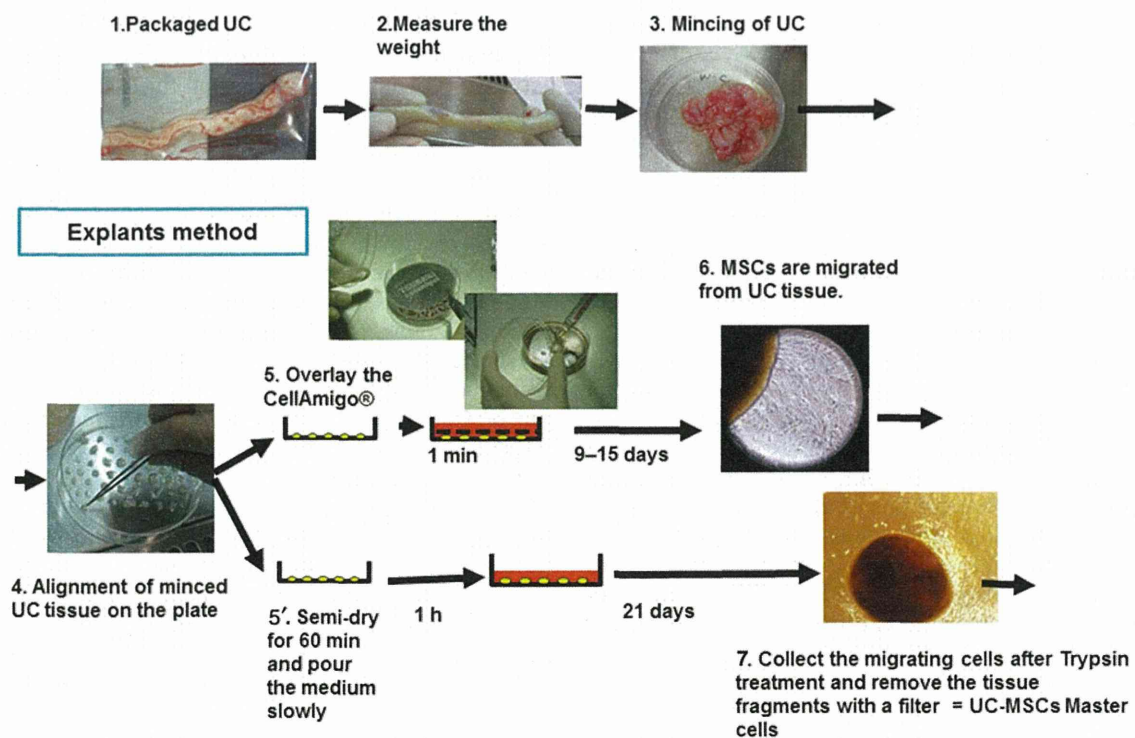 1.Packaged UC
2.Measure the
weight
3. Mincing of UC
Explants method
4. Alignment of minced
UC tissue on the plate
5. Overlay the
CellAmigo®
1 min
9–15 days
6. MSCs are migrated
from UC tissue.
5′. Semi-dry
for 60 min
and pour
the medium
slowly
1 h
21 days
7. Collect the migrating cells after Trypsin
treatment and remove the tissue
fragments with a filter = UC-MSCs Master
cells